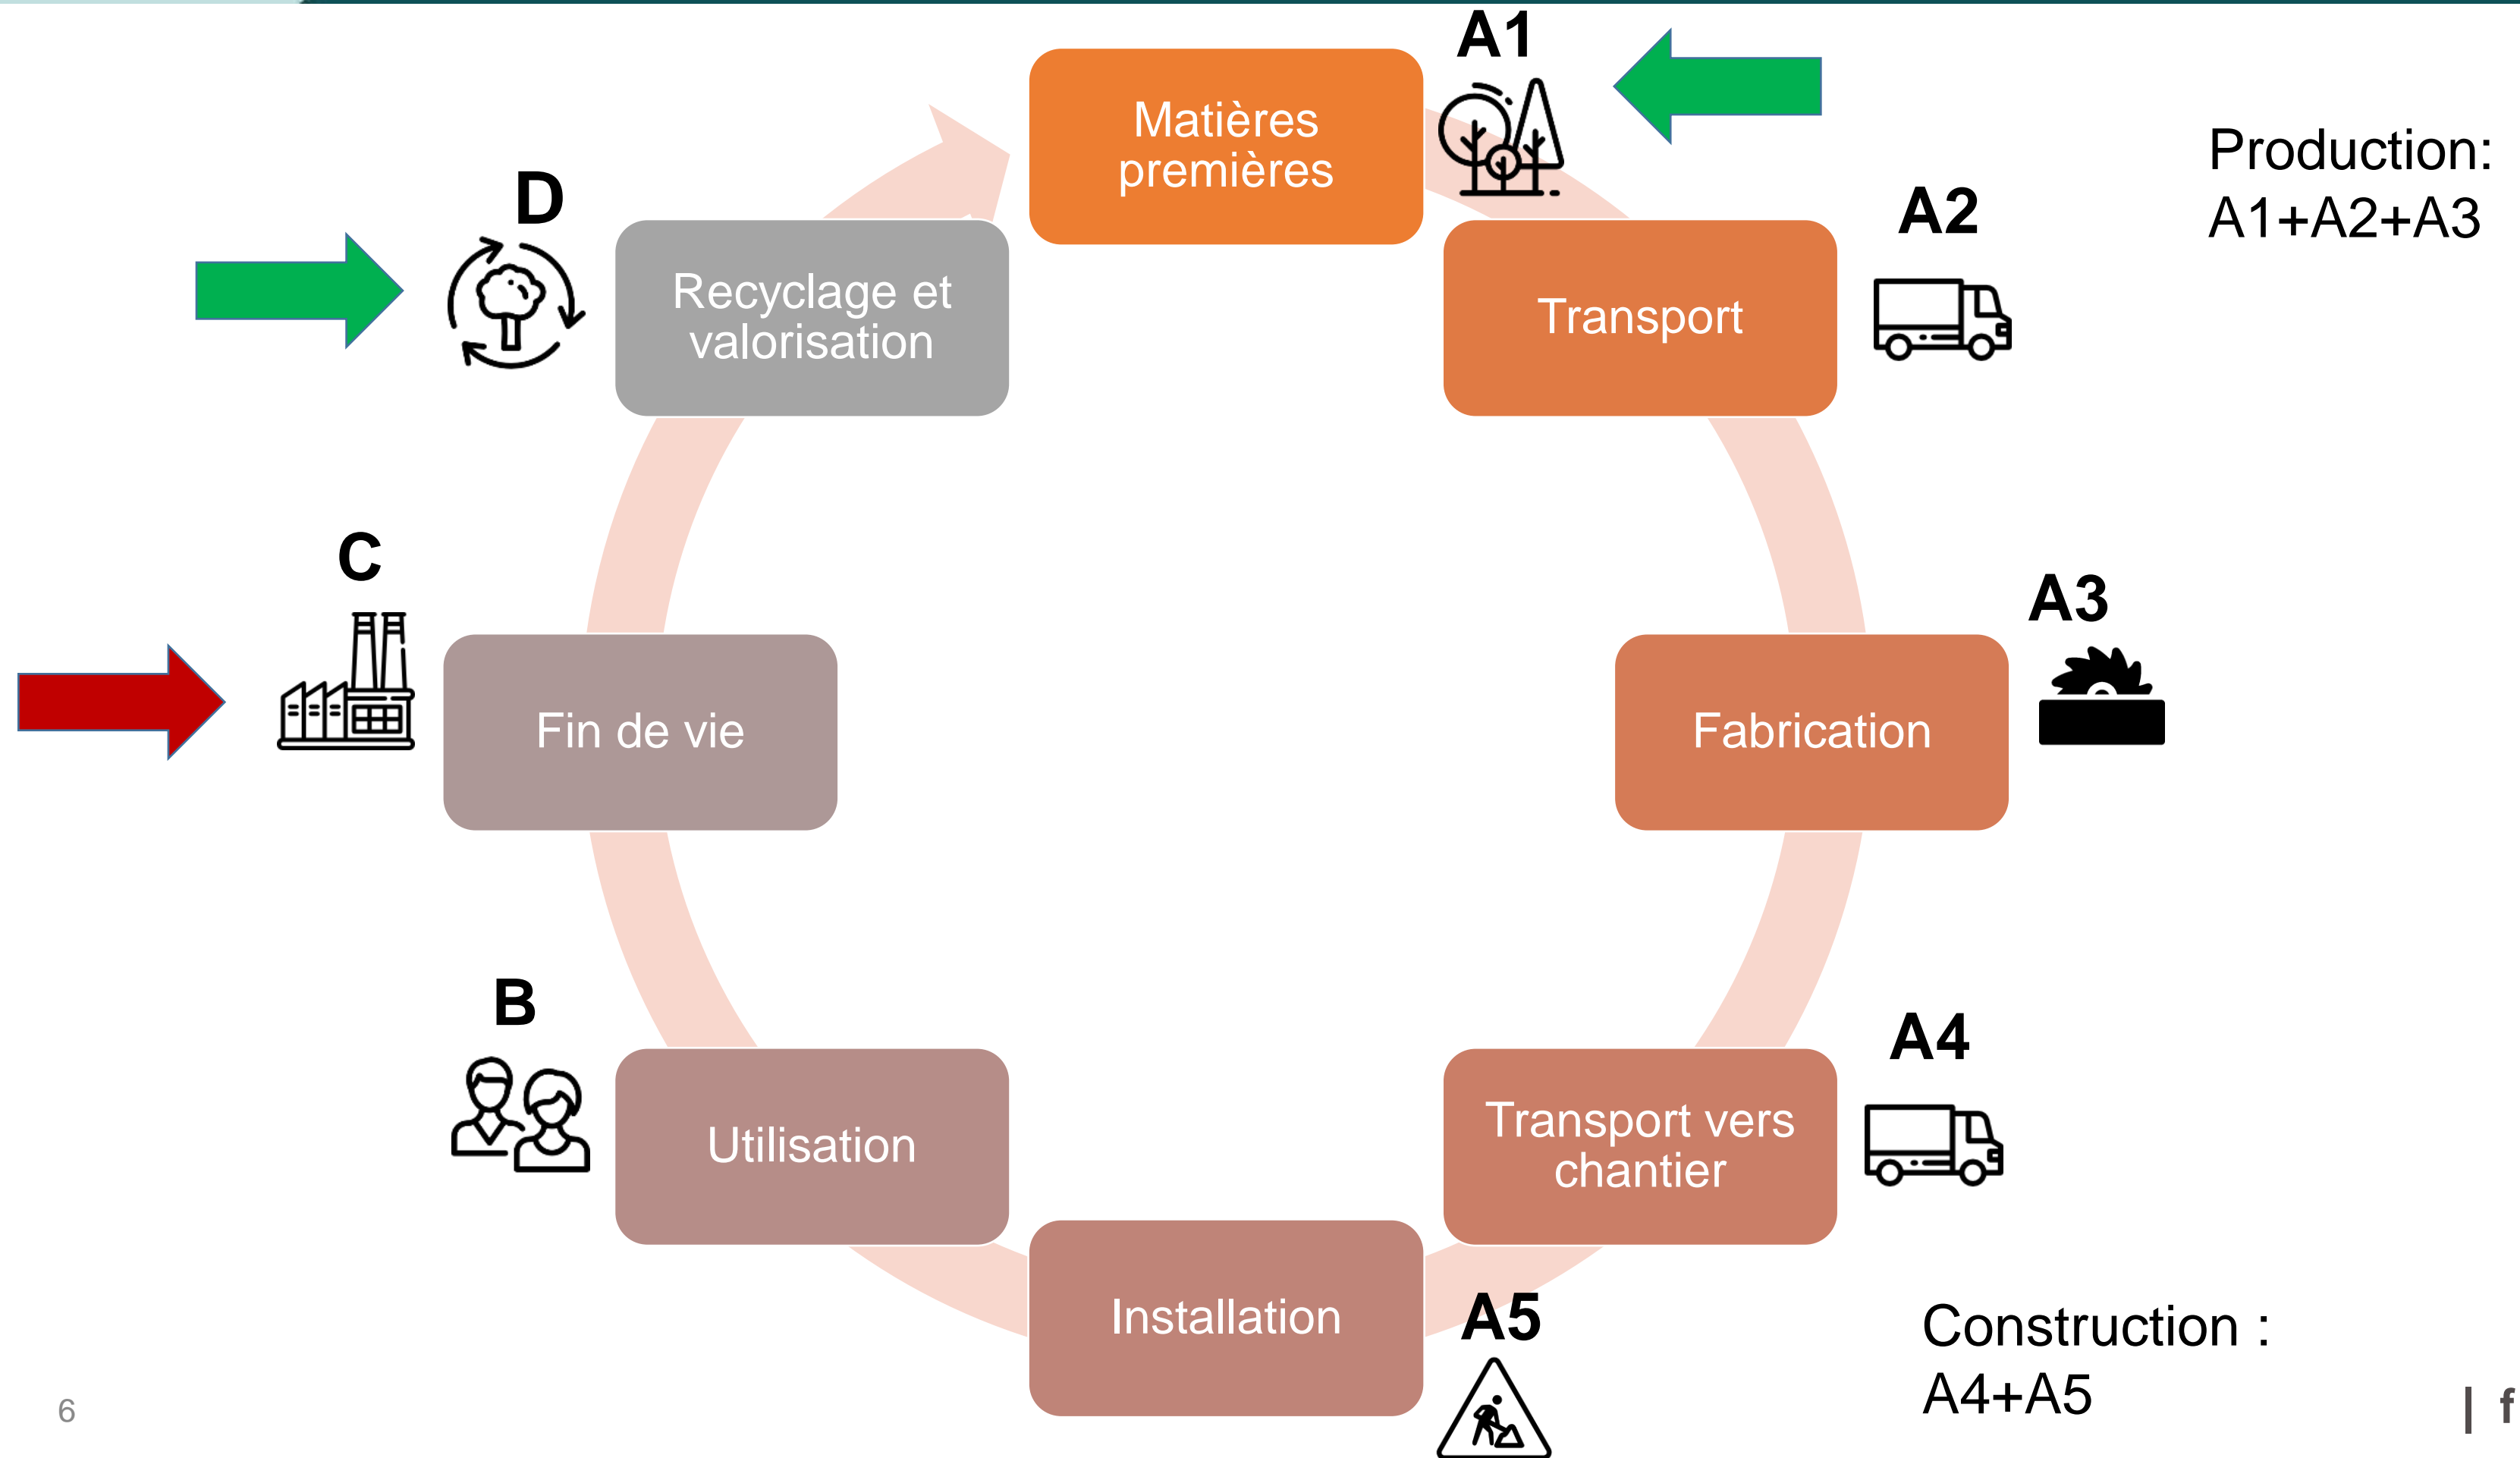 A1
Matières
premières
Production:
A1+A2+A3
D
A2
Recyclage et
valorisation
Transport
C
A3
Fin de vie
Fabrication
B
A4
Utilisation
Transport vers
chantier
Installation
A5
Construction :
A4+A5
6
| f